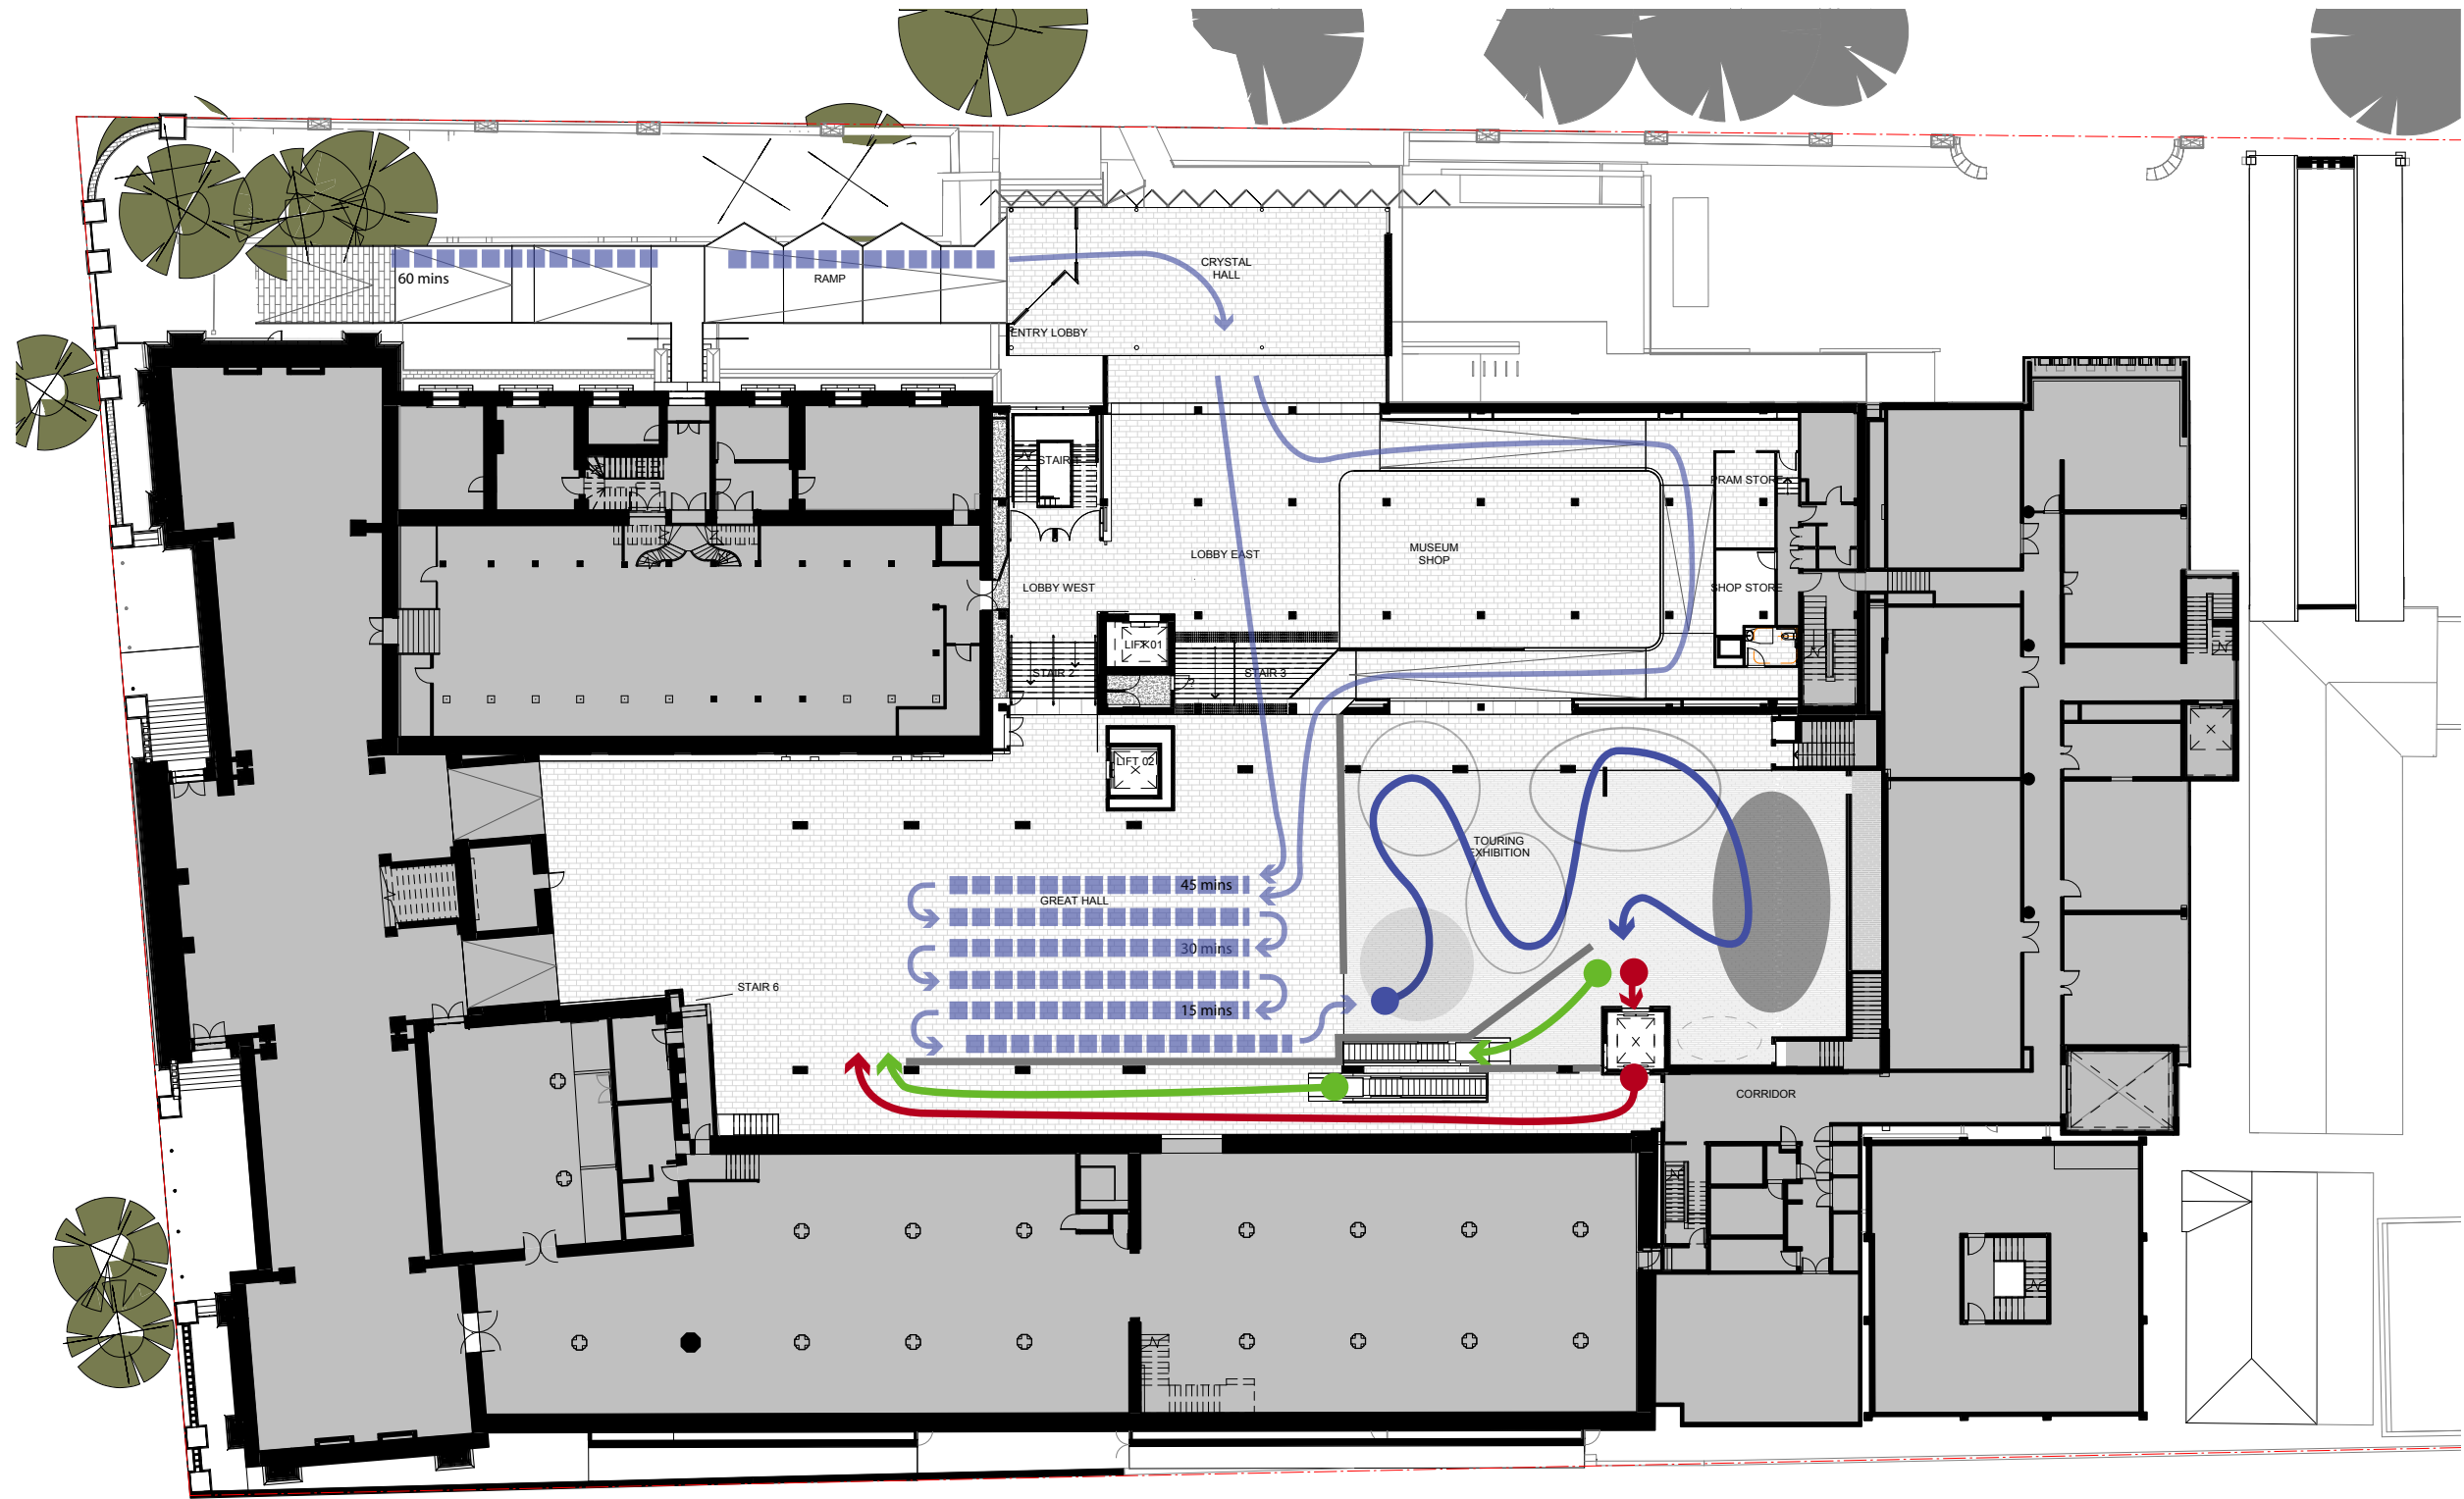 60 mins
RAMP
CRYSTAL
HALL
ENTRY LOBBY
STAIR 1
PRAM STORE
LOBBY EAST
MUSEUM
SHOP
LOBBY WEST
SHOP STORE
LIFT 01
STAIR 2
STAIR 3
LIFT 02
TOURING
EXHIBITION
45 mins
GREAT HALL
30 mins
STAIR 6
15 mins
CORRIDOR